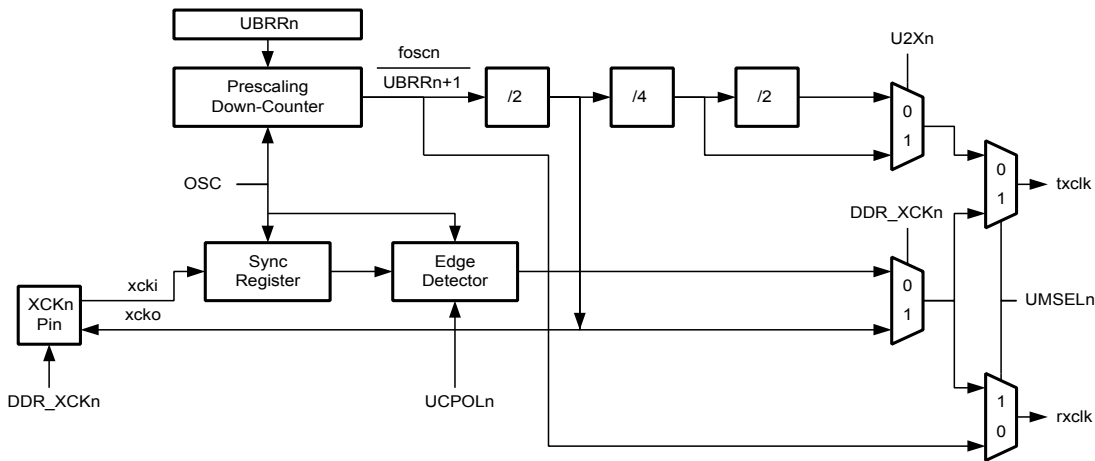 UBRRn
U2Xn
foscn
Prescaling
Down-Counter
UBRRn+1
/2
/4
/2
0
1
0
1
txclk
OSC
DDR_XCKn
Sync
Register
Edge
Detector
0
1
xcki
XCKn
Pin
xcko
UMSELn
DDR_XCKn
UCPOLn
1
0
rxclk